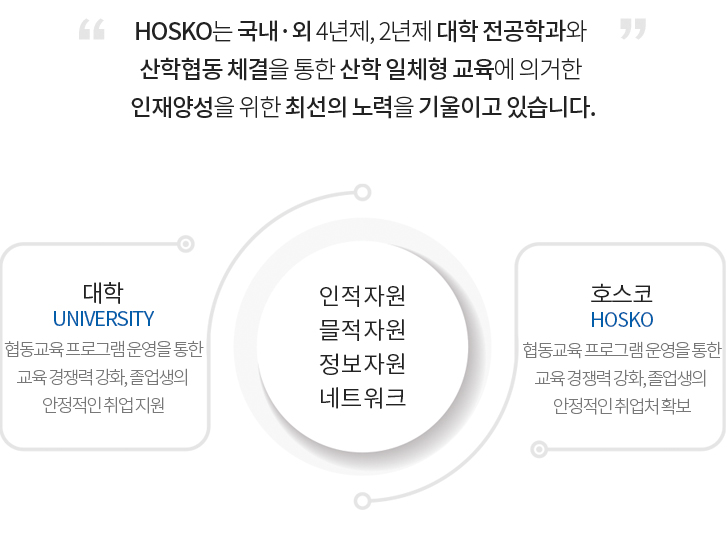 “ HOSKO는 국내·외 4년제, 2년제 대학 전공학과와 ”
산학협동 체결을 통한 산학 일체형 교육에 의거한
인재양성을 위한 최선의 노력을 기울이고 있습니다.
대학
UNIVERSITY
협동교육 프로그램 운영을 통한
교육 경쟁력 강화, 졸업생의
안정적인 취업 지원
인적자원
믈적자원
정보자원
네트워크
호스코
HOSKO
협동교육 프로그램 운영을 통한
교육 경쟁력 강화, 졸업생의
안정적인 취업처 확보